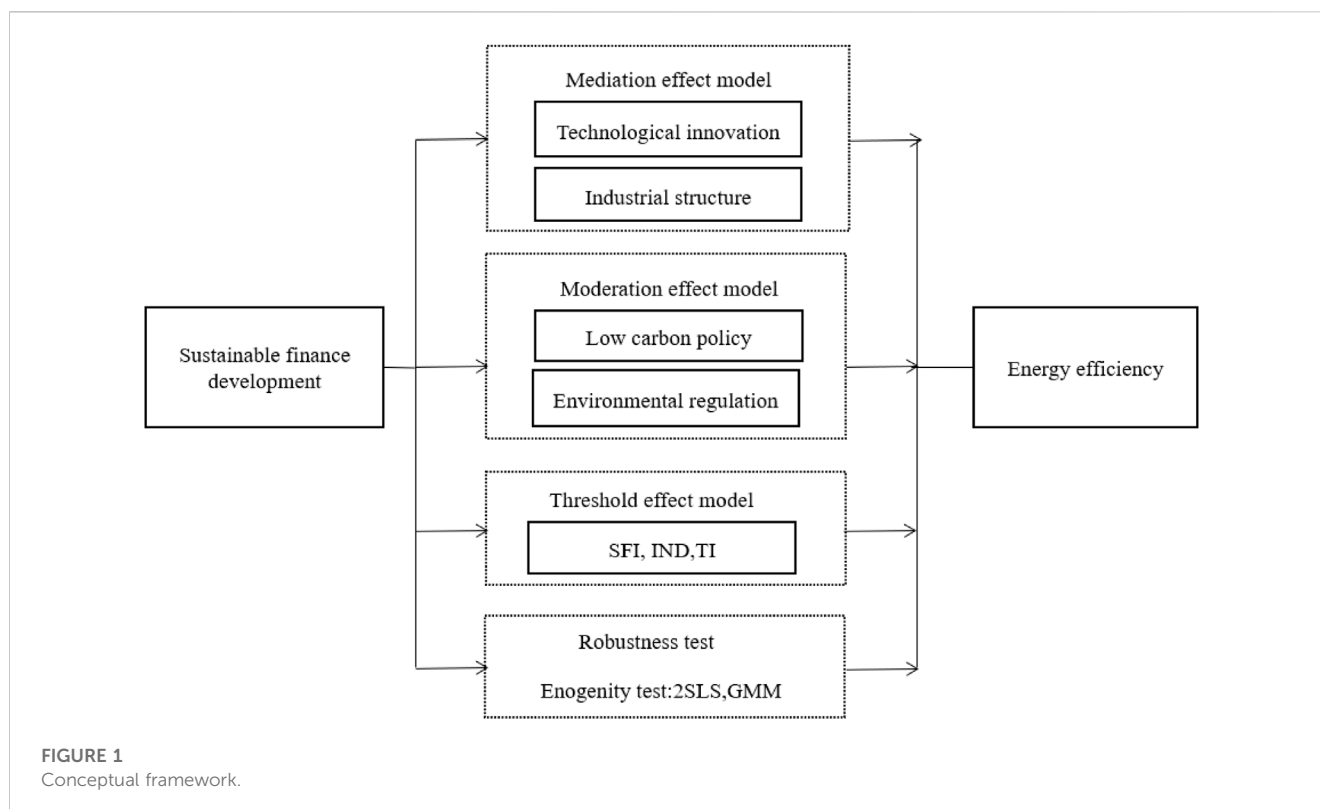 Mediation effect model
Technological innovation
Industrial structure
Moderation effect model
Low carbon policy
Environmental regulation
Sustainable finance
development
Energy efficiency
Threshold effect model
SFI, IND,TI
Robustness test
Enogenity test:2SLS,GMM
FIGURE 1
Conceptual framework.